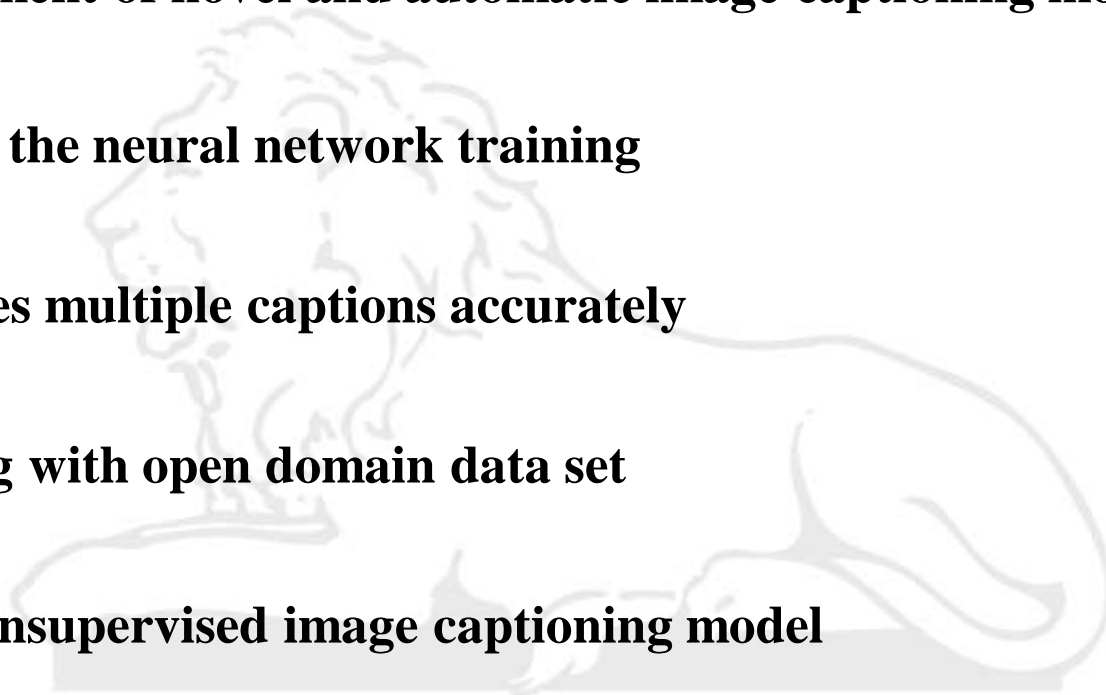 ment of novel and automatic image captioning mo
the neural network training
es multiple captions accurately
g with open domain data set
nsupervised image captioning model